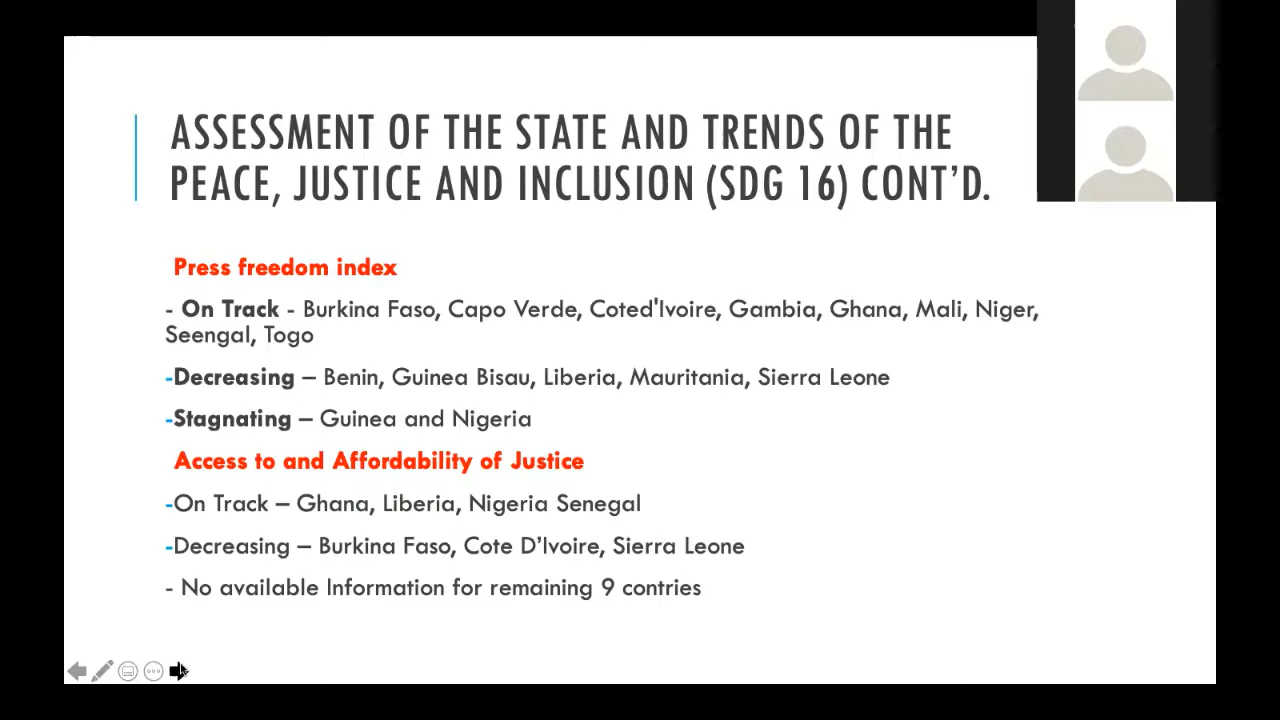 ASSESSMENT OF THE STATE AND TRENDS OF THE
PEACE, JUSTICE AND INCLUSION (SDG 16) CONT’D.
Press freedom index
- On Track - Burkina Faso, Capo Verde, Coted'Ivoire, Gambia, Ghana, Mali, Niger,
Seengal, Togo
-Decreasing – Benin, Guinea Bisau, Liberia, Mauritania, Sierra Leone
-Stagnating – Guinea and Nigeria
Access to and Affordability of Justice
-On Track – Ghana, Liberia, Nigeria Senegal
-Decreasing – Burkina Faso, Cote D’Ivoire, Sierra Leone
- No available Information for remaining 9 contries